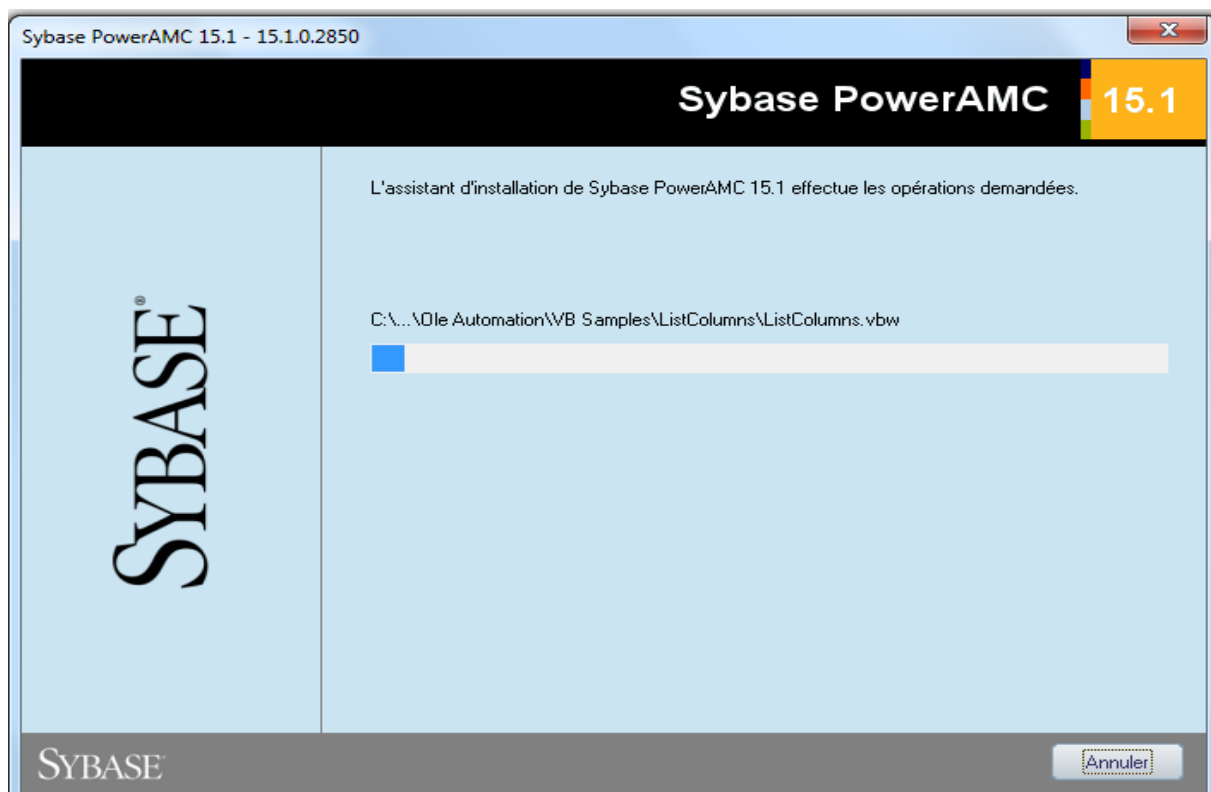 Sybase PowerAMC 15.1 - 15.1.0.2850
Sybase PowerAMC 15.1
L'assistant d'installation de Sybase PowerAMC 15.1 effectue les opérations demandées.
C:\...\Ole Automation\VB Samples\ListColumns\ListColumns.vbw
SYBASE®
SYBASE
Annuler